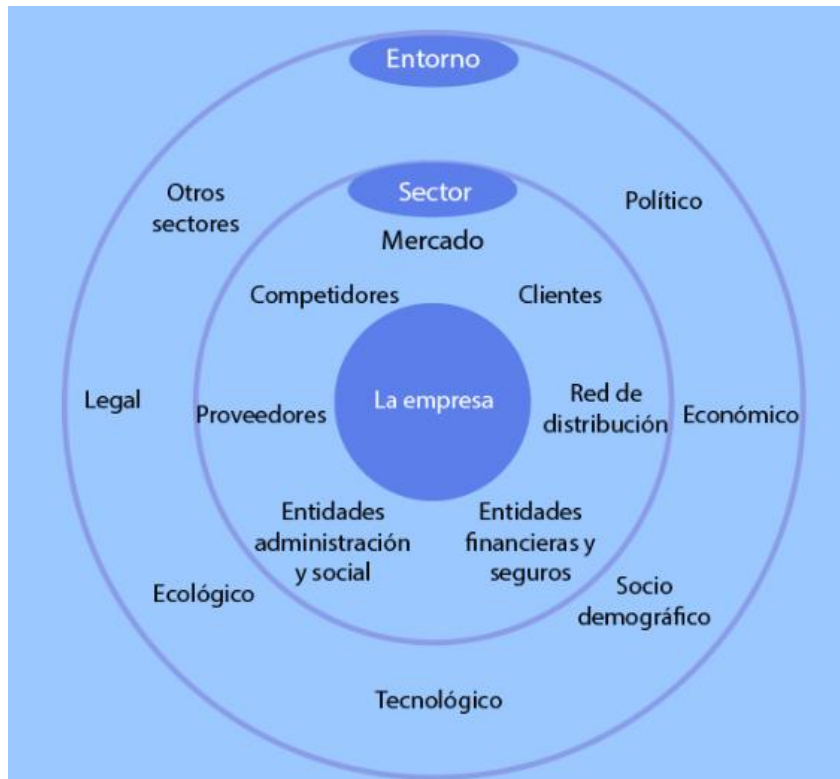 Entorno
Otros
sectores
Político
Sector
Mercado
Competidores
Clientes
La empresa
Legal
Proveedores
Red de
distribución
Económico
Entidades
administración
y social
Entidades
financieras y
seguros
Ecológico
Socio
demográfico
Tecnológico